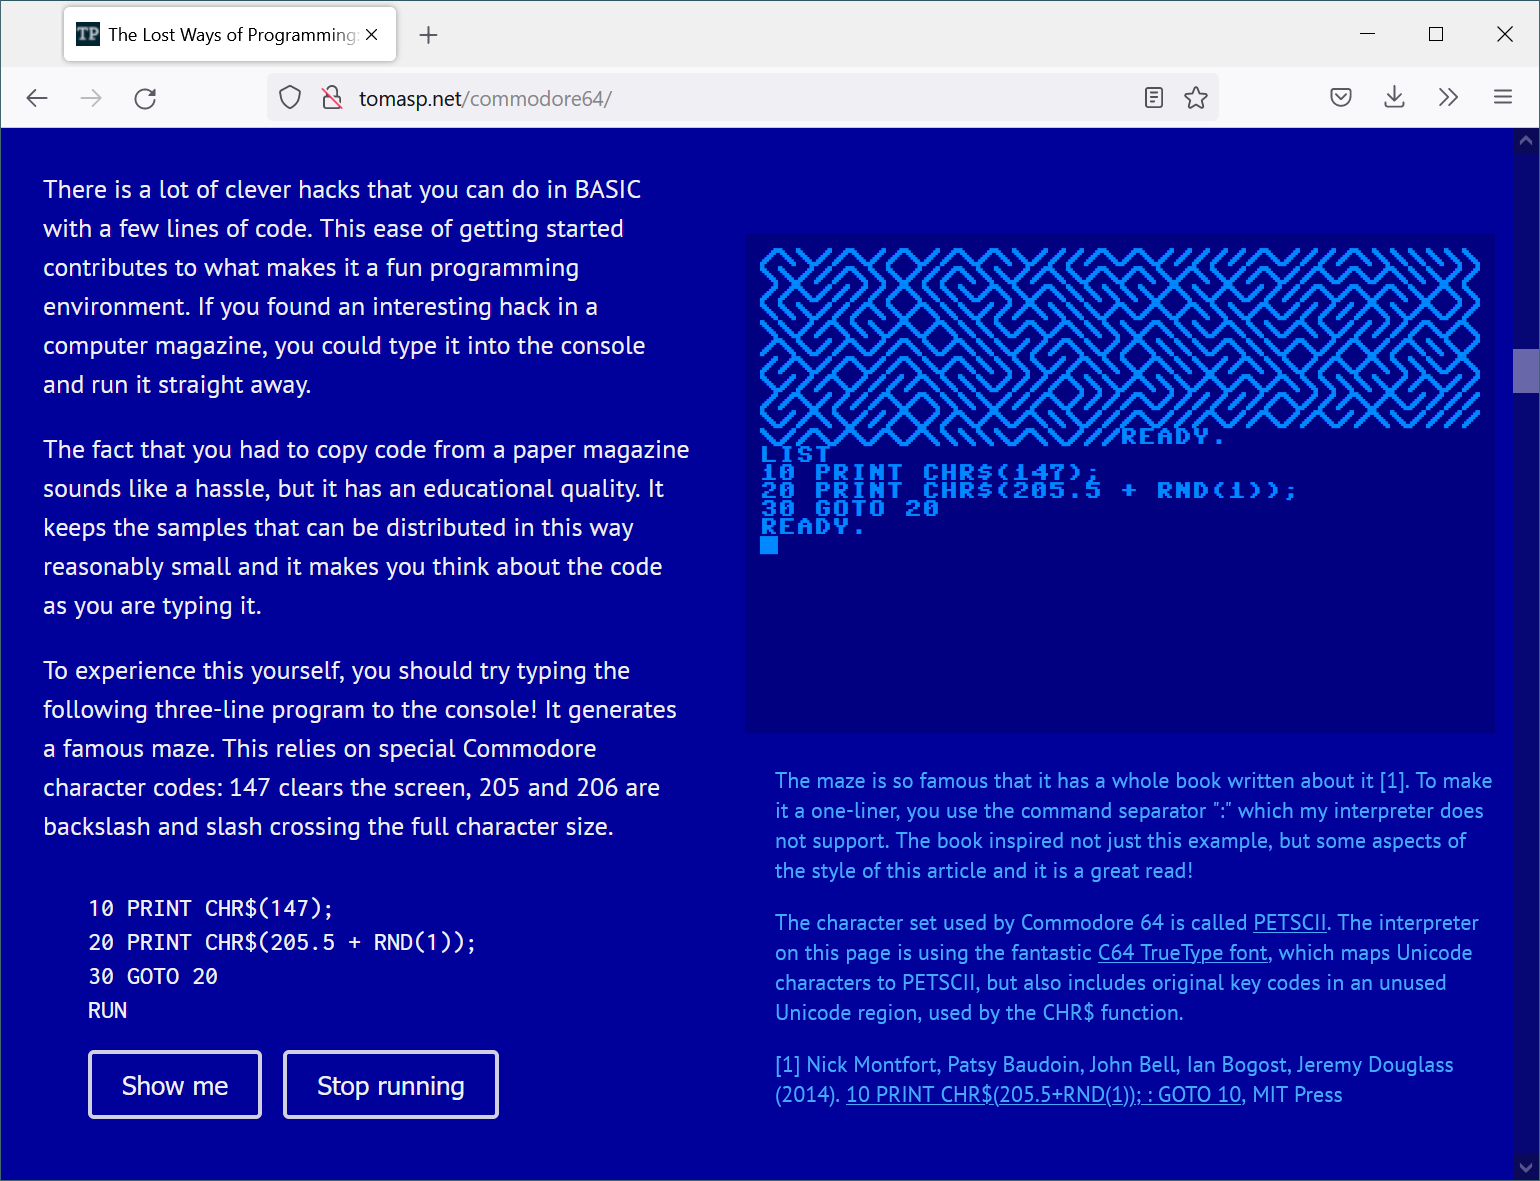 TP The Lost Ways of Programming:
tomasp.net/commodore64/
There is a lot of clever hacks that you can do in BASIC
with a few lines of code. This ease of getting started
contributes to what makes it a fun programming
environment. If you found an interesting hack in a
computer magazine, you could type it into the console
and run it straight away.
The fact that you had to copy code from a paper magazine
sounds like a hassle, but it has an educational quality. It
keeps the samples that can be distributed in this way
reasonably small and it makes you think about the code
as you are typing it.
To experience this yourself, you should try typing the
following three-line program to the console! It generates
a famous maze. This relies on special Commodore
character codes: 147 clears the screen, 205 and 206 are
backslash and slash crossing the full character size.
10 PRINT CHR$(147);
20 PRINT CHR$(205.5 + RND(1));
30 GOTO 20
RUN
Show me
Stop running
READY.
LIST
10 PRINT CHR$(147);
20 PRINT CHR$(205.5 + RND(1));
30 GOTO 20
READY.
The maze is so famous that it has a whole book written about it [1]. To make
it a one-liner, you use the command separator ":" which my interpreter does
not support. The book inspired not just this example, but some aspects of
the style of this article and it is a great read!
The character set used by Commodore 64 is called PETSCII. The interpreter
on this page is using the fantastic C64 TrueType font, which maps Unicode
characters to PETSCII, but also includes original key codes in an unused
Unicode region, used by the CHR$ function.
[1] Nick Montfort, Patsy Baudoin, John Bell, Ian Bogost, Jeremy Douglass
(2014). 10 PRINT CHR$(205.5+RND(1)); : GOTO 10, MIT Press